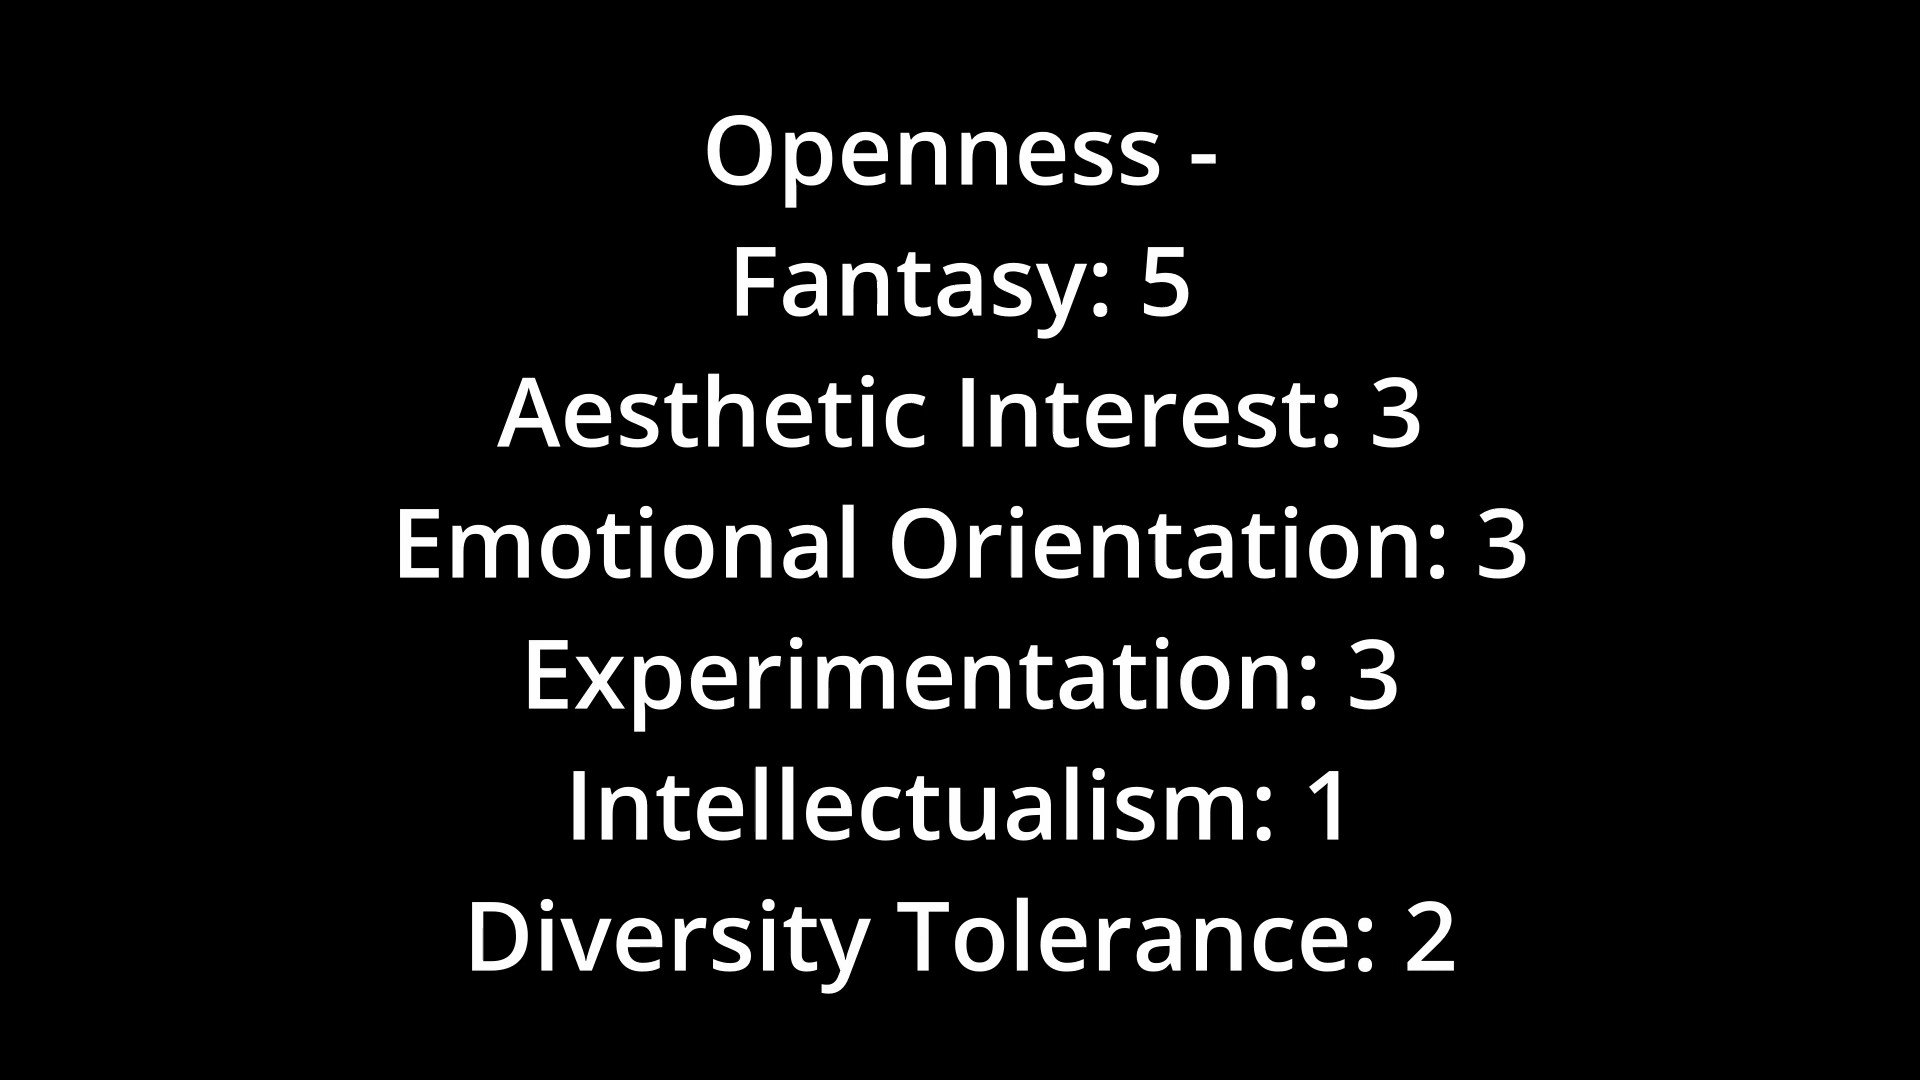 Openness -
Fantasy: 5
Aesthetic Interest: 3
Emotional Orientation: 3
Experimentation: 3
Intellectualism: 1
Diversity Tolerance: 2